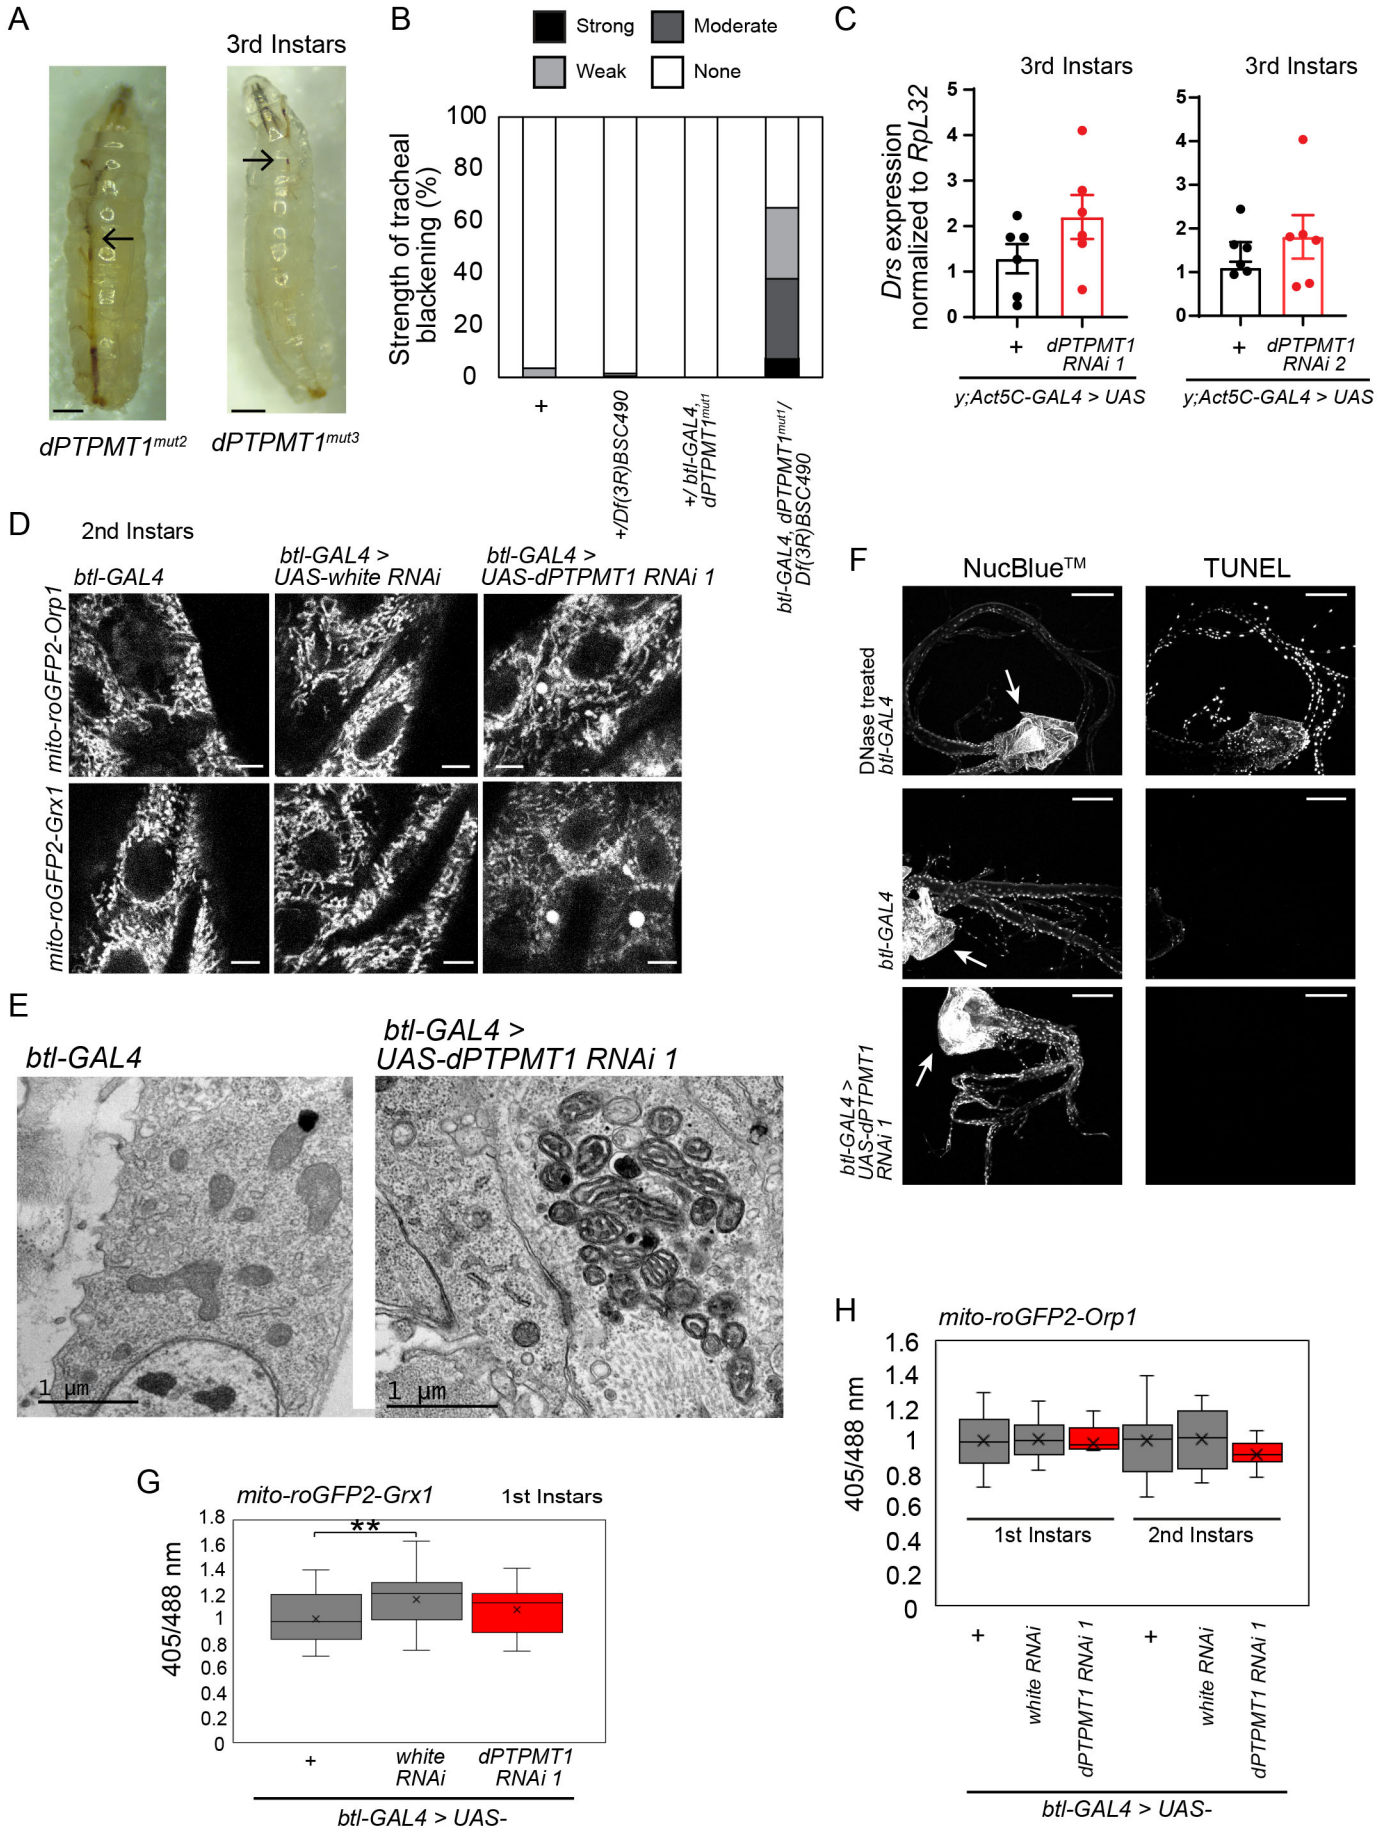 A
3rd Instars
dPTPMT1mut2
dPTPMT1mut3
B
Strong
Moderate
Weak
None
Strength of tracheal
blackening (%)
100
80
60
40
20
0
+
+/Df(3R)BSC490
+/ btl-GAL4,
dPTPMT1mut1
btl-GAL4, dPTPMT1mut1/
Df(3R)BSC490
C
3rd Instars
3rd Instars
Drs expression
normalized to RpL32
5
4
3
2
1
0
+
dPTPMT1
RNAi 1
y;Act5C-GAL4 > UAS
5
4
3
2
1
0
+
dPTPMT1
RNAi 2
y;Act5C-GAL4 > UAS
D
2nd Instars
btl-GAL4
btl-GAL4 >
UAS-white RNAi
btl-GAL4 >
UAS-dPTPMT1 RNAi 1
mito-roGFP2-Orp1
mito-roGFP2-Grx1
E
btl-GAL4
btl-GAL4 >
UAS-dPTPMT1 RNAi 1
1 µm
1 µm
F
NucBlue™
TUNEL
DNase treated
btl-GAL4
btl-GAL4
btl-GAL4 >
UAS-dPTPMT1
RNAi 1
G
mito-roGFP2-Grx1
1st Instars
405/488 nm
1.8
1.6
1.4
1.2
1
0.8
0.6
0.4
0.2
0
**
+
white
RNAi
dPTPMT1
RNAi 1
btl-GAL4 > UAS-
H
mito-roGFP2-Orp1
405/488 nm
1.6
1.4
1.2
1
0.8
0.6
0.4
0.2
0
1st Instars
2nd Instars
+
white RNAi
dPTPMT1 RNAi 1
+
white RNAi
dPTPMT1 RNAi 1
btl-GAL4 > UAS-